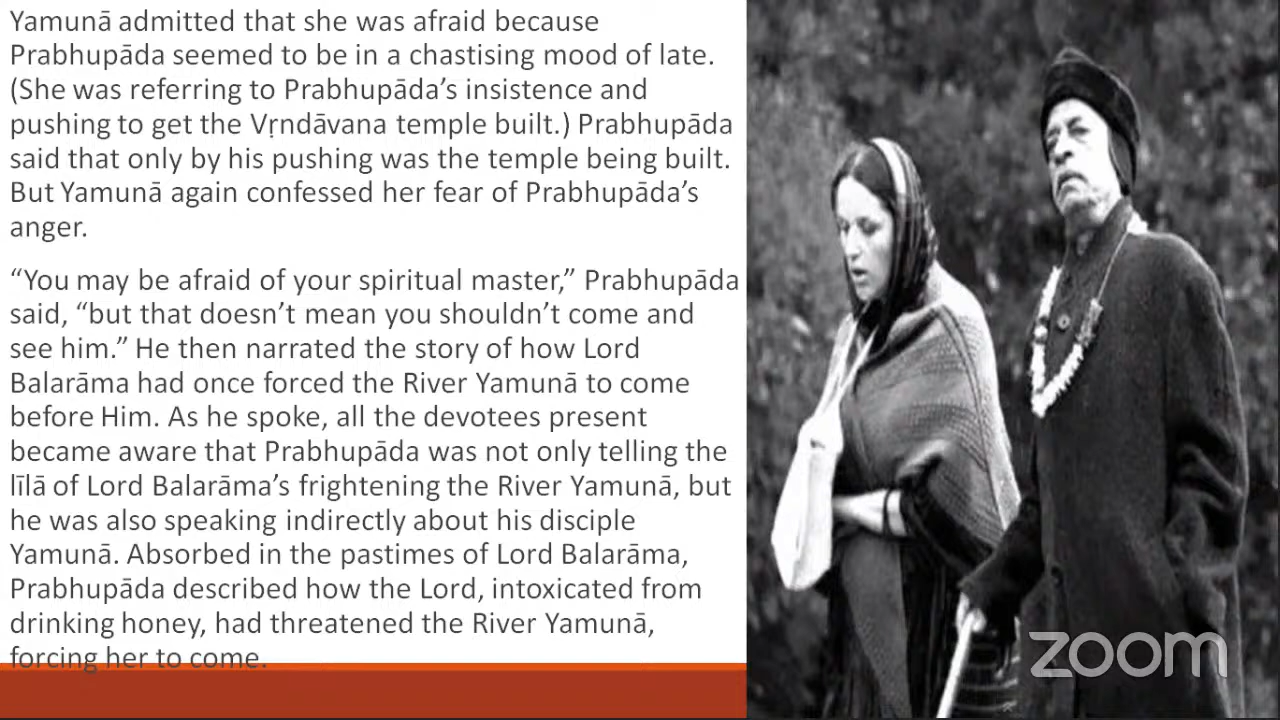 Yamunā admitted that she was afraid because
Prabhupāda seemed to be in a chastising mood of late.
(She was referring to Prabhupāda’s insistence and
pushing to get the Vṛndāvana temple built.) Prabhupāda
said that only by his pushing was the temple being built.
But Yamunā again confessed her fear of Prabhupāda’s
anger.
“You may be afraid of your spiritual master,” Prabhupāda
said, “but that doesn’t mean you shouldn’t come and
see him.” He then narrated the story of how Lord
Balarāma had once forced the River Yamunā to come
before Him. As he spoke, all the devotees present
became aware that Prabhupāda was not only telling the
līlā of Lord Balarāma’s frightening the River Yamunā, but
he was also speaking indirectly about his disciple
Yamunā. Absorbed in the pastimes of Lord Balarāma,
Prabhupāda described how the Lord, intoxicated from
drinking honey, had threatened the River Yamunā,
forcing her to come.
zoom